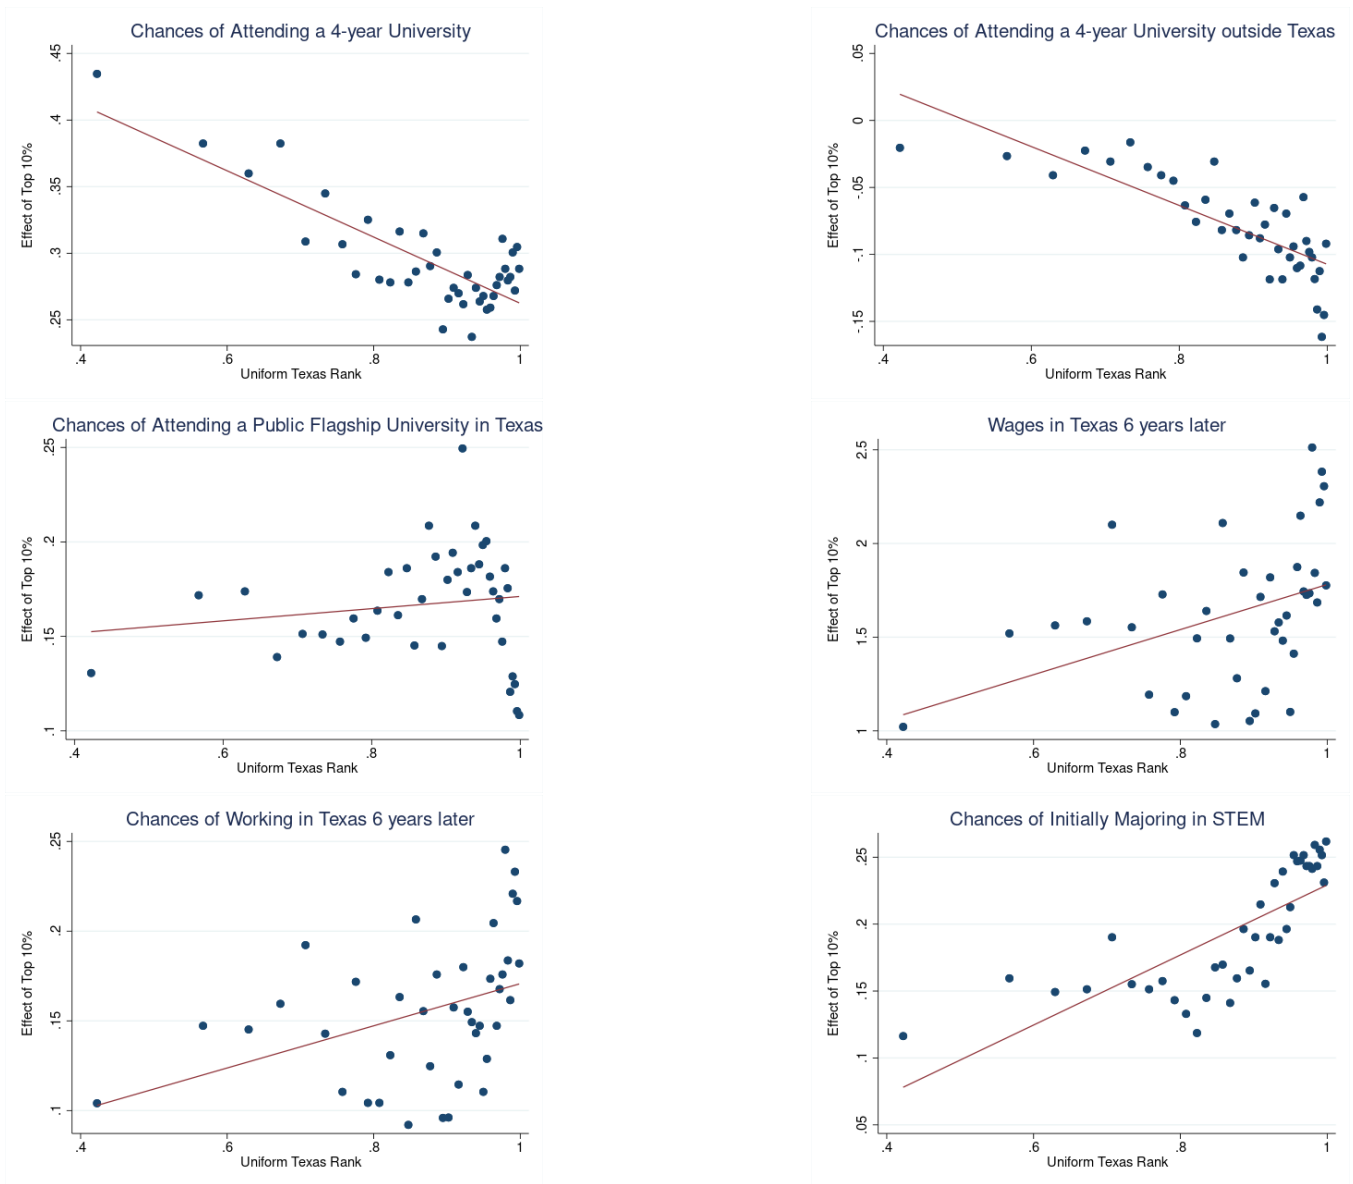 Chances of Attending a 4-year University
Effect of Top 10%
.45
.4
.35
.3
.25
.4 .6 .8 1
Uniform Texas Rank
Chances of Attending a 4-year University outside Texas
Effect of Top 10%
.05
0
-.05
-.1
-.15
.4 .6 .8 1
Uniform Texas Rank
Chances of Attending a Public Flagship University in Texas
Effect of Top 10%
.25
.2
.15
.1
.4 .6 .8 1
Uniform Texas Rank
Wages in Texas 6 years later
Effect of Top 10%
2.5
2
1.5
1
.4 .6 .8 1
Uniform Texas Rank
Chances of Working in Texas 6 years later
Effect of Top 10%
.25
.2
.15
.1
.4 .6 .8 1
Uniform Texas Rank
Chances of Initially Majoring in STEM
Effect of Top 10%
.25
.2
.15
.1
.05
.4 .6 .8 1
Uniform Texas Rank